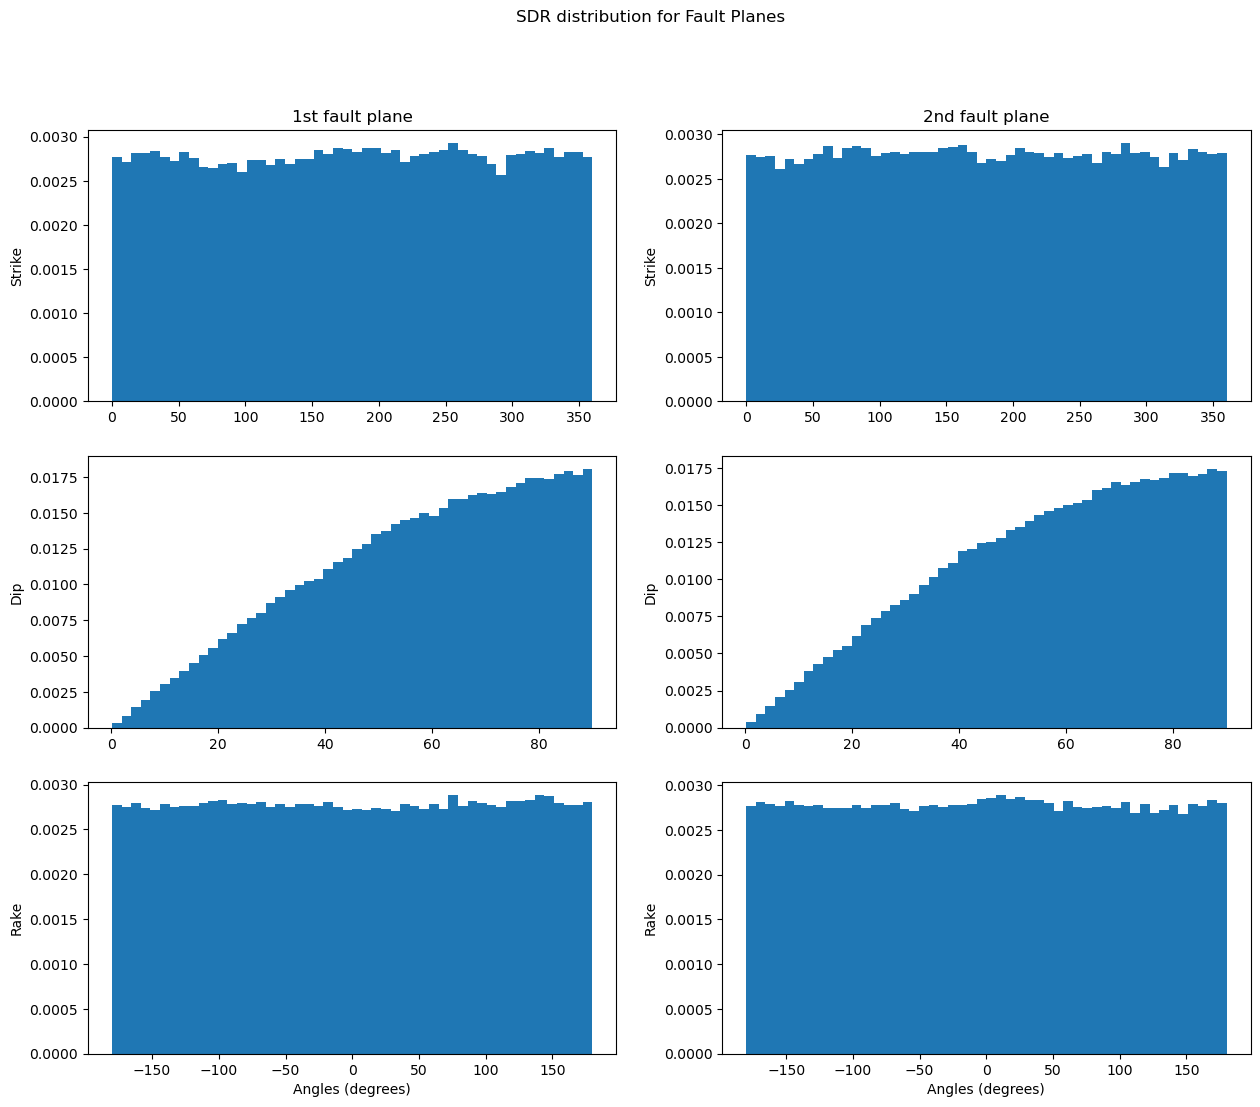 SDR distribution for Fault Planes
1st fault plane
2nd fault plane
0.0030
0.0025
0.0020
0.0015
0.0010
0.0005
0.0000
Strike
0 50 100 150 200 250 300 350
0.0030
0.0025
0.0020
0.0015
0.0010
0.0005
0.0000
Strike
0 50 100 150 200 250 300 350
0.0175
0.0150
0.0125
0.0100
0.0075
0.0050
0.0025
0.0000
Dip
0 20 40 60 80
0.0175
0.0150
0.0125
0.0100
0.0075
0.0050
0.0025
0.0000
Dip
0 20 40 60 80
0.0030
0.0025
0.0020
0.0015
0.0010
0.0005
0.0000
Rake
−150 −100 −50 0 50 100 150
Angles (degrees)
0.0030
0.0025
0.0020
0.0015
0.0010
0.0005
0.0000
Rake
−150 −100 −50 0 50 100 150
Angles (degrees)